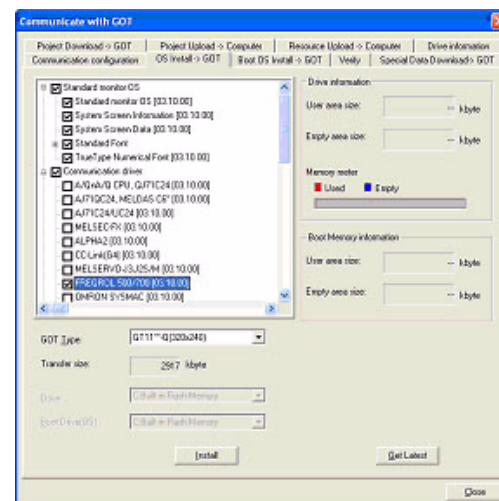 Communicate with GOT
Project Download -> GOT
Project Upload -> Computer
Resource Upload -> Computer
Drive information
Communication configuration
OS Install -> GOT
Boot OS Install -> GOT
Verify
Special Data Download -> GOT
Standard monitor OS
Standard monitor OS [03.10.00]
System Screen Information [03.10.00]
System Screen Data [03.10.00]
Standard Font
TrueType Numerical Font [03.10.00]
Communication driver
A/QnA/Q CPU, QJ71C24 [03.10.00]
AJ71QC24, MELDAS C6* [03.10.00]
AJ71C24/UC24 [03.10.00]
MELSEC-FX [03.10.00]
ALPHA2 [03.10.00]
CC-Link(G4) [03.10.00]
MELSERVO-J3,J2S/M [03.10.00]
FREQROL 500/700 [03.10.00]
OMRON SYSMAC [03.10.00]
Drive information
User area size:
-- kbyte
Empty area size:
-- kbyte
Memory meter
Used
Empty
Boot Memory information
User area size:
-- kbyte
Empty area size:
-- kbyte
GOT Type:
GT11**-Q(320x240)
Transfer size:
2917 kbyte
Drive:
C:Built-in Flash Memory
Boot Drive(OS):
C:Built-in Flash Memory
Install
Get Latest
Close